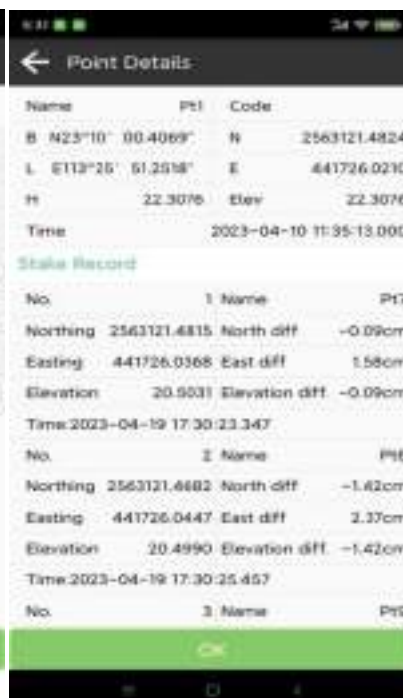 Point Details
Name Pt1 Code
B N23°10' 00.4069" N 2563121.4824
L E113°25' 51.2518" E 441726.0210
H 22.3076 Elev 22.3076
Time 2023-04-10 11:35:13.000
Stake Record
No. 1 Name Pt7
Northing 2563121.4815 North diff -0.09cm
Easting 441726.0368 East diff 1.58cm
Elevation 20.5031 Elevation diff -0.09cm
Time:2023-04-19 17:30:23.347
No. 2 Name Pt8
Northing 2563121.4682 North diff -1.42cm
Easting 441726.0447 East diff 2.37cm
Elevation 20.4990 Elevation diff -1.42cm
Time:2023-04-19 17:30:25.457
No. 3 Name Pt9
OK